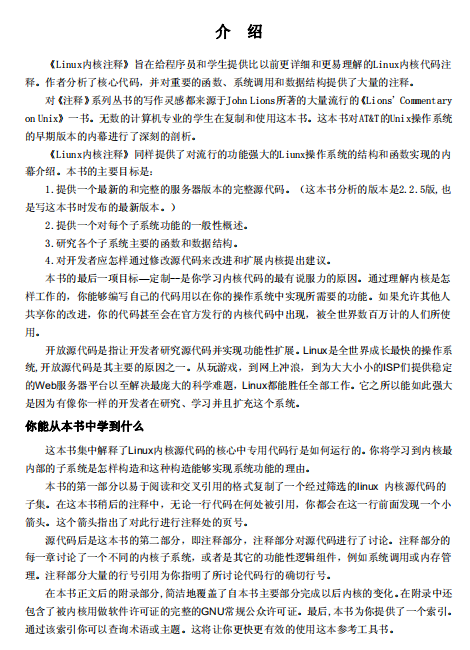 介 绍
《Linux内核注释》旨在给程序员和学生提供比以前更详细和更易理解的Linux内核代码注
释。作者分析了核心代码，并对重要的函数、系统调用和数据结构提供了大量的注释。
对《注释》系列丛书的写作灵感都来源于John Lions所著的大量流行的《Lions' Commentary
on Unix》一书。无数的计算机专业的学生在复制和使用这本书。这本书对AT&T的Unix操作系统
的早期版本的内幕进行了深刻的剖析。
《Liunx内核注释》同样提供了对流行的功能强大的Liunx操作系统的结构和函数实现的内
幕介绍。本书的主要目标是：
1.提供一个最新的和完整的服务器版本的完整源代码。（这本书分析的版本是2.2.5版,也
是写这本书时发布的最新版本。）
2.提供一个对每个子系统功能的一般性概述。
3.研究各个子系统主要的函数和数据结构。
4.对开发者应怎样通过修改源代码来改进和扩展内核提出建议。
本书的最后一项目标—定制--是你学习内核代码的最有说服力的原因。通过理解内核是怎
样工作的，你能够编写自己的代码用以在你的操作系统中实现所需要的功能。如果允许其他人
共享你的改进，你的代码甚至会在官方发行的内核代码中出现，被全世界数百万计的人们所使
用。
开放源代码是指让开发者研究源代码并实现功能性扩展。Linux是全世界成长最快的操作系
统,开放源代码是其主要的原因之一。从玩游戏，到网上冲浪，到为大大小小的ISP们提供稳定
的Web服务器平台以至解决最庞大的科学难题，Linux都能胜任全部工作。它之所以能如此强大
是因为有像你一样的开发者在研究、学习并且扩充这个系统。
你能从本书中学到什么
这本书集中解释了Linux内核源代码的核心中专用代码行是如何运行的。你将学习到内核最
内部的子系统是怎样构造和这种构造能够实现系统功能的理由。
本书的第一部分以易于阅读和交叉引用的格式复制了一个经过筛选的linux 内核源代码的
子集。在这本书稍后的注释中，无论一行代码在何处被引用，你都会在这一行前面发现一个小
箭头。这个箭头指出了对此行进行注释处的页号。
源代码后是这本书的第二部，即注释部分，注释部分对源代码进行了讨论。注释部分的
每一章讨论了一个不同的内核子系统，或者是其它的功能性逻辑组件，例如系统调用或内存管
理。注释部分大量的行号引用为你指明了所讨论代码行的确切行号。
在本书正文后的附录部分,简洁地覆盖了自本书主要部分完成以后内核的变化。在附录中还
包含了被内核用做软件许可证的完整的GNU常规公众许可证。最后,本书为你提供了一个索引。
通过该索引你可以查询术语或主题。这将让你更快更有效的使用这本参考工具书。